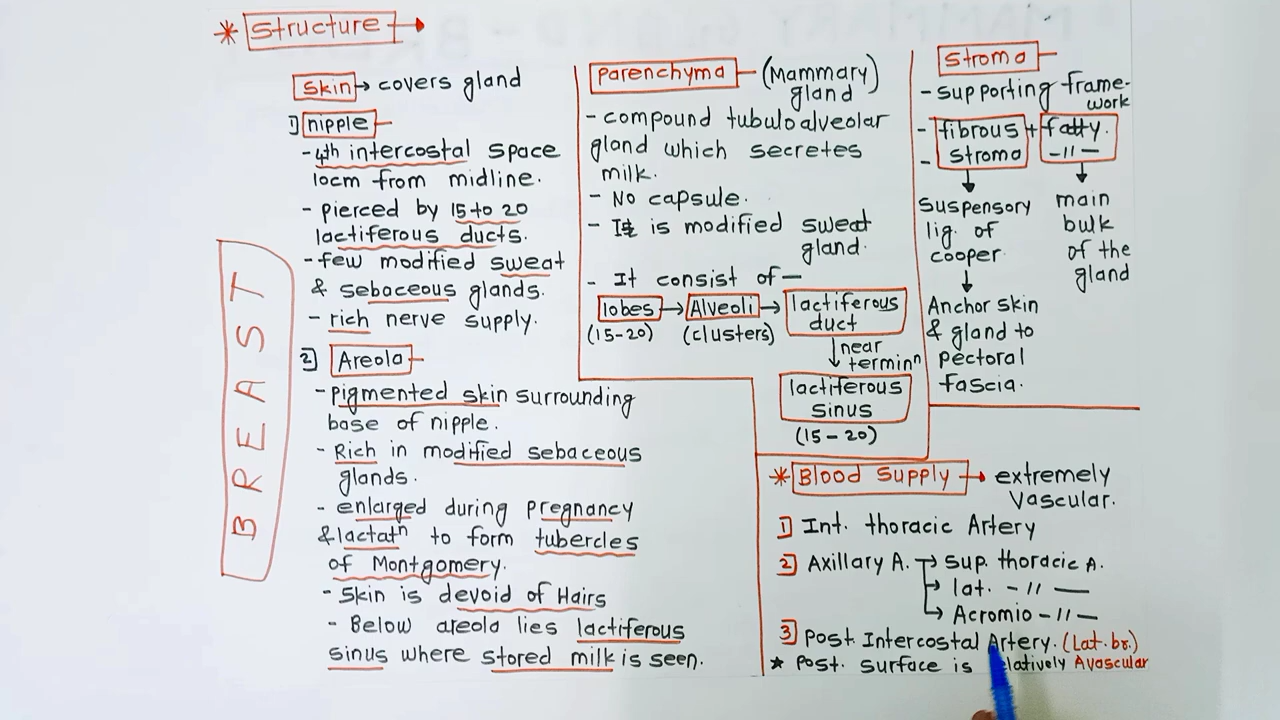 * Structure →
Skin → covers gland
1) nipple -
- 4th intercostal space
10cm from midline.
- pierced by 15 to 20
lactiferous ducts.
- few modified sweat
& sebaceous glands.
- rich nerve supply.
2) Areola -
- pigmented skin surrounding
base of nipple.
- Rich in modified sebaceous
glands.
- enlarged during pregnancy
& lactatⁿ to form tubercles
of Montgomery.
- Skin is devoid of Hairs
- Below areola lies lactiferous
sinus where stored milk is seen.
BREAST
parenchyma - (Mammary)
gland
- compound tubuloalveolar
gland which secretes
milk.
- No capsule.
- It is modified sweat
gland.
- It consist of -
lobes → Alveoli → lactiferous
duct
(15-20) (clusters)
↓ near
terminⁿ
lactiferous
sinus
(15-20)
Stroma -
- supporting frame-
work
- fibrous + fatty.
- stroma -11-
↓ ↓
suspensory
lig. of
cooper.
↓
Anchor skin
& gland to
pectoral
fascia.
main
bulk
of the
gland
* Blood Supply → extremely
Vascular.
1) Int. thoracic Artery
2) Axillary A. → sup. thoracic A.
→ lat. - 11 -
→ Acromio - 11 -
3) post Intercostal Artery. (Lat. br.)
* post. surface is Avascular